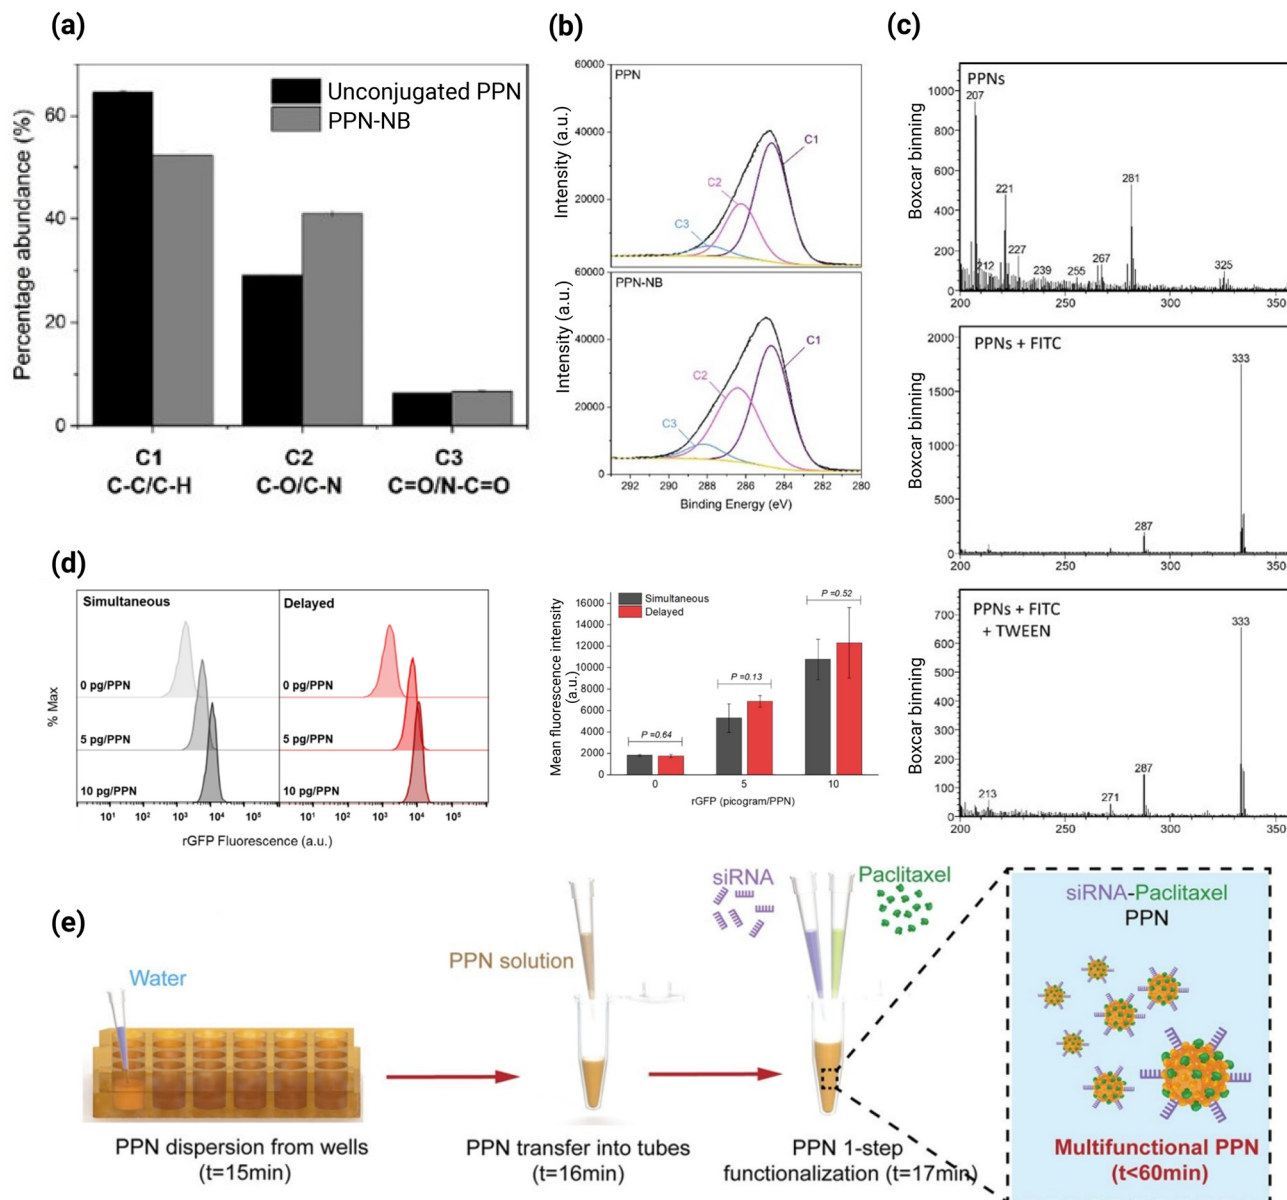 (a)
Percentage abundance (%)
60
40
20
0
Unconjugated PPN
PPN-NB
C1
C-C/C-H
C2
C-O/C-N
C3
C=O/N-C=O
(b)
PPN
Intensity (a.u.)
60000
40000
20000
C1
C2
C3
PPN-NB
Intensity (a.u.)
60000
40000
20000
0
C1
C2
C3
292 290 288 286 284 282 280
Binding Energy (eV)
(c)
PPNs
Boxcar binning
1000
800
600
400
200
0
207
221
281
212
227
239
255
267
325
200 250 300 350
PPNs + FITC
Boxcar binning
2000
1500
1000
500
0
287
333
200 250 300 350
PPNs + FITC
+ TWEEN
Boxcar binning
700
600
500
400
300
200
100
0
213
271
287
333
200 250 300 350
(d)
% Max
Simultaneous
0 pg/PPN
5 pg/PPN
10 pg/PPN
Delayed
0 pg/PPN
5 pg/PPN
10 pg/PPN
10¹ 10² 10³ 10⁴ 10⁵
10¹ 10² 10³ 10⁴
rGFP Fluorescence (a.u.)
Mean fluorescence intensity
(a.u.)
16000
14000
12000
10000
8000
6000
4000
2000
0
Simultaneous
Delayed
P =0.64
P =0.13
P =0.52
0 5 10
rGFP (picogram/PPN)
(e)
Water
PPN dispersion from wells
(t=15min)
PPN solution
PPN transfer into tubes
(t=16min)
siRNA
Paclitaxel
PPN 1-step
functionalization (t=17min)
siRNA-Paclitaxel
PPN
Multifunctional PPN
(t<60min)